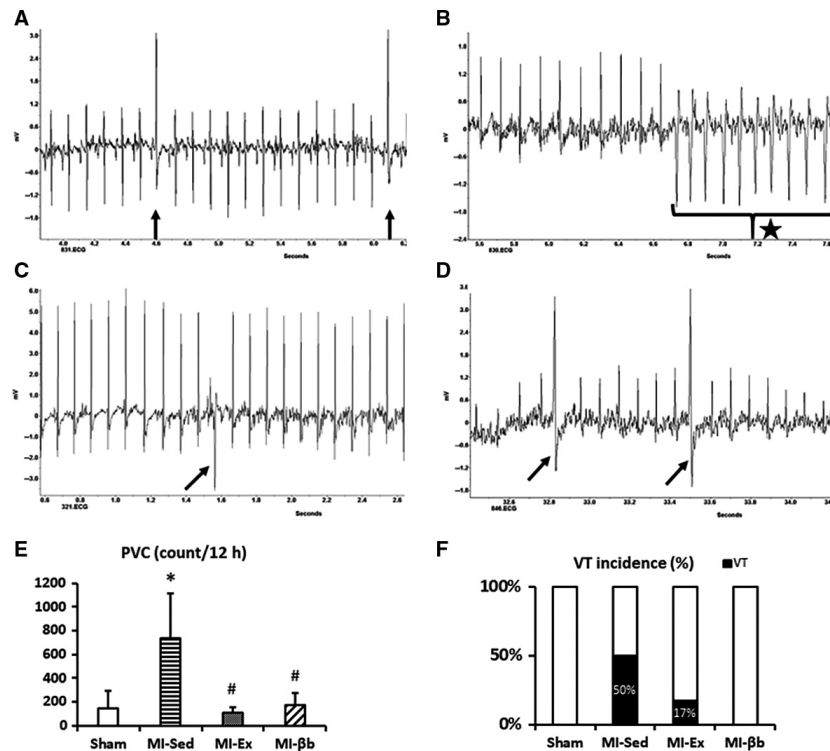 A
3.0
2.4
1.8
1.2
0.6
0
-0.6
-1.2
-1.8
mV
4.0 4.2 4.4 4.6 4.8 5.0 5.2 5.4 5.6 5.8 6.0
831.ECG
Seconds
B
1.8
1.2
0.6
0
-0.6
-1.2
-1.8
-2.4
mV
5.6 5.8 6.0 6.2 6.4 6.6 6.8 7.0 7.2 7.4 7.6
830.ECG
Seconds
C
6.0
5.0
4.0
3.0
2.0
1.0
0
-1.0
-2.0
-3.0
mV
0.6 0.8 1.0 1.2 1.4 1.6 1.8 2.0 2.2 2.4 2.6
321.ECG
Seconds
D
3.6
3.0
2.4
1.8
1.2
0.6
0
-0.6
-1.2
-1.8
mV
32.6 32.8 33.0 33.2 33.4 33.6 33.8 34.0
846.ECG
Seconds
E
PVC (count/12 h)
1200
1000
800
600
400
200
0
*
#
#
Sham MI-Sed MI-Ex MI-βb
F
VT incidence (%)
VT
100%
50%
0%
50%
17%
Sham MI-Sed MI-Ex MI-βb